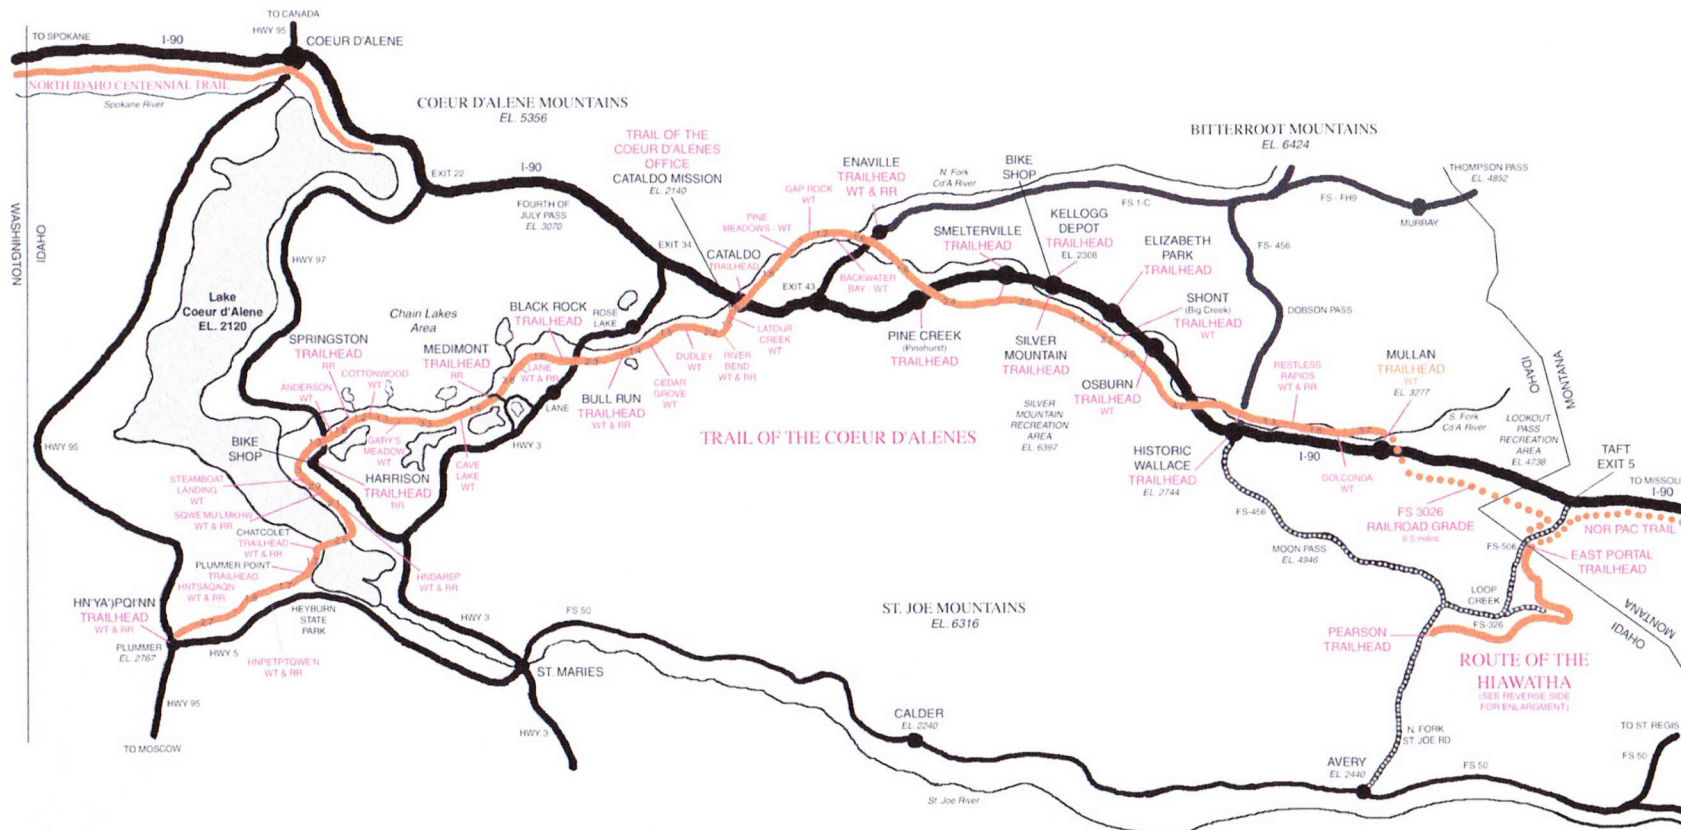 TO CANADA
HWY 95
TO SPOKANE
I-90
COEUR D'ALENE
NORTH IDAHO CENTENNIAL TRAIL
Spokane River
COEUR D'ALENE MOUNTAINS
EL. 5356
EXIT 22
I-90
FOURTH OF
JULY PASS
EL. 3070
TRAIL OF THE
COEUR D'ALENES
OFFICE
CATALDO MISSION
EL. 2140
EXIT 34
CATALDO
TRAILHEAD
PINE
MEADOWS - WT
GAP ROCK
WT
ENAVILLE
TRAILHEAD
WT & RR
N. Fork
Cd'A River
BACKWATER
BAY - WT
EXIT 43
BIKE
SHOP
SMELTERVILLE
TRAILHEAD
KELLOGG
DEPOT
TRAILHEAD
EL. 2308
ELIZABETH
PARK
TRAILHEAD
SHONT
(Big Creek)
TRAILHEAD
WT
BITTERROOT MOUNTAINS
EL. 6424
FS 1-C
FS - FH9
MURRAY
THOMPSON PASS
EL. 4852
FS- 456
DOBSON PASS
WASHINGTON
IDAHO
HWY 97
Lake
Coeur d'Alene
EL. 2120
Chain Lakes
Area
SPRINGSTON
TRAILHEAD
RR
ANDERSON
WT
COTTONWOOD
WT
MEDIMONT
TRAILHEAD
RR
BLACK ROCK
TRAILHEAD
ROSE
LAKE
LANE
WT & RR
LANE
BULL RUN
TRAILHEAD
WT & RR
CEDAR
GROVE
WT
DUDLEY
WT
RIVER
BEND
WT & RR
LATOUR
CREEK
WT
PINE CREEK
(Pinehurst)
TRAILHEAD
SILVER
MOUNTAIN
TRAILHEAD
OSBURN
TRAILHEAD
WT
SILVER
MOUNTAIN
RECREATION
AREA
EL. 6397
RESTLESS
RAPIDS
WT & RR
MULLAN
TRAILHEAD
WT
EL. 3277
S. Fork
Cd'A River
LOOKOUT
PASS
RECREATION
AREA
EL. 4738
IDAHO
MONTANA
TRAIL OF THE COEUR D'ALENES
HWY 95
BIKE
SHOP
GARY'S
MEADOW
WT
CAVE
LAKE
WT
HWY 3
HARRISON
TRAILHEAD
RR
STEAMBOAT
LANDING
WT
SQWE'MU'LMKHW
WT & RR
CHATCOLET
TRAILHEAD
WT & RR
PLUMMER POINT
TRAILHEAD
HNTSAQAQN
WT & RR
HNDAREP
WT & RR
HN'YA')PQI'NN
TRAILHEAD
WT & RR
PLUMMER
EL. 2767
HWY 5
HEYBURN
STATE
PARK
HNPETPTQWE'N
WT & RR
HWY 3
FS 50
ST. MARIES
HWY 3
HWY 95
TO MOSCOW
HISTORIC
WALLACE
TRAILHEAD
EL. 2744
I-90
GOLCONDA
WT
TAFT
EXIT 5
TO MISSOU
I-90
FS 3026
RAILROAD GRADE
6.5 miles
NOR PAC TRAIL
FS-506
EAST PORTAL
TRAILHEAD
FS-456
MOON PASS
EL. 4946
LOOP
CREEK
FS-326
MONTANA
IDAHO
PEARSON
TRAILHEAD
ROUTE OF THE
HIAWATHA
(SEE REVERSE SIDE
FOR ENLARGMENT)
ST. JOE MOUNTAINS
EL. 6316
CALDER
EL. 2240
N. FORK
ST. JOE RD
AVERY
EL. 2440
FS 50
TO ST. REGIS
FS 50
St. Joe River